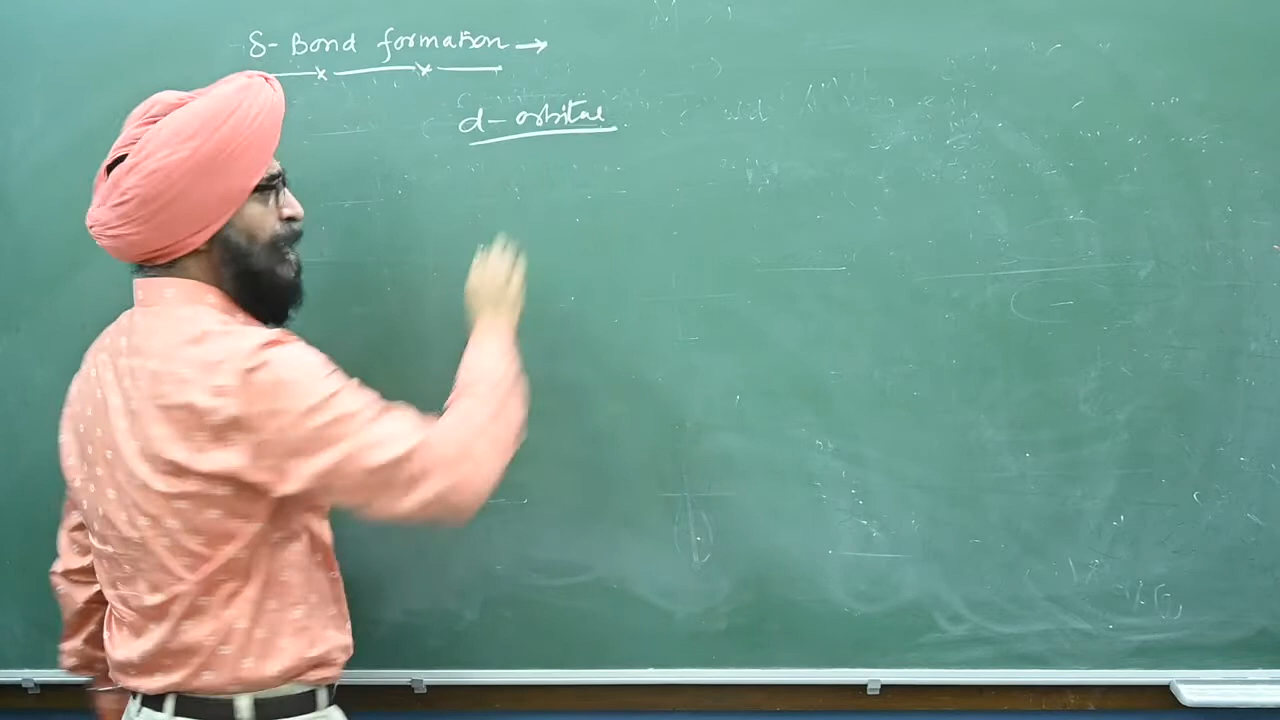 δ- Bond formation →
d- orbital